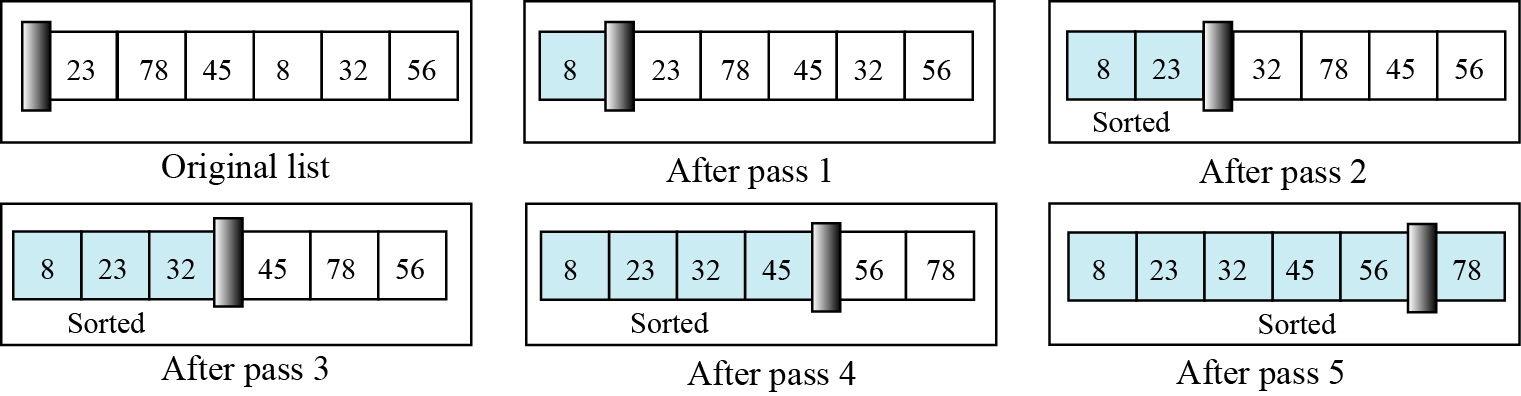 23 78 45 8 32 56
Original list
8 23 78 45 32 56
After pass 1
8 23 32 78 45 56
Sorted
After pass 2
8 23 32 45 78 56
Sorted
After pass 3
8 23 32 45 56 78
Sorted
After pass 4
8 23 32 45 56 78
Sorted
After pass 5